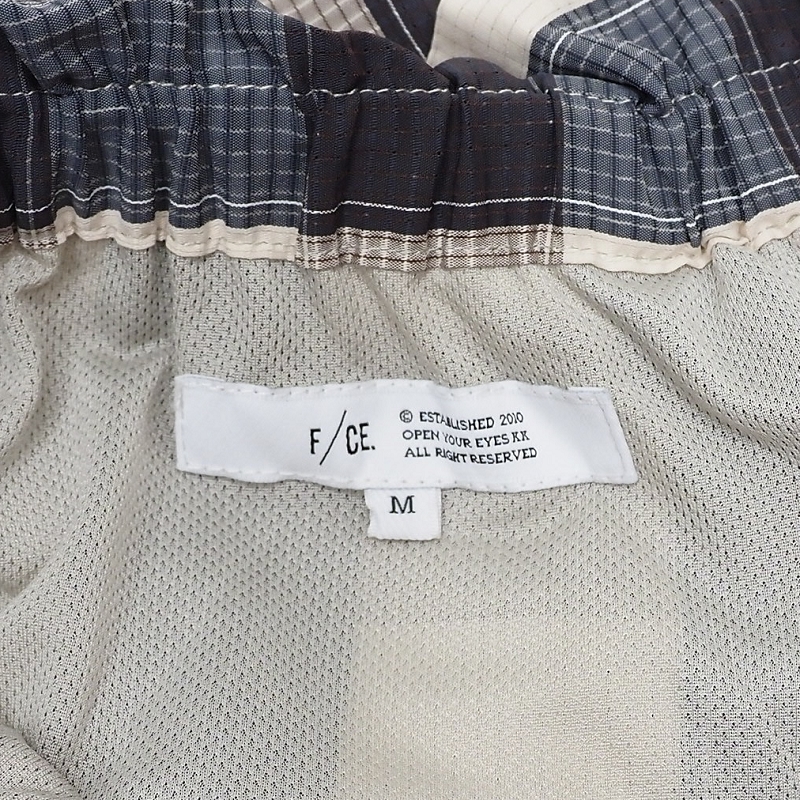 F/CE.
© ESTABLISHED 2010
OPEN YOUR EYES KK
ALL RIGHT RESERVED
M